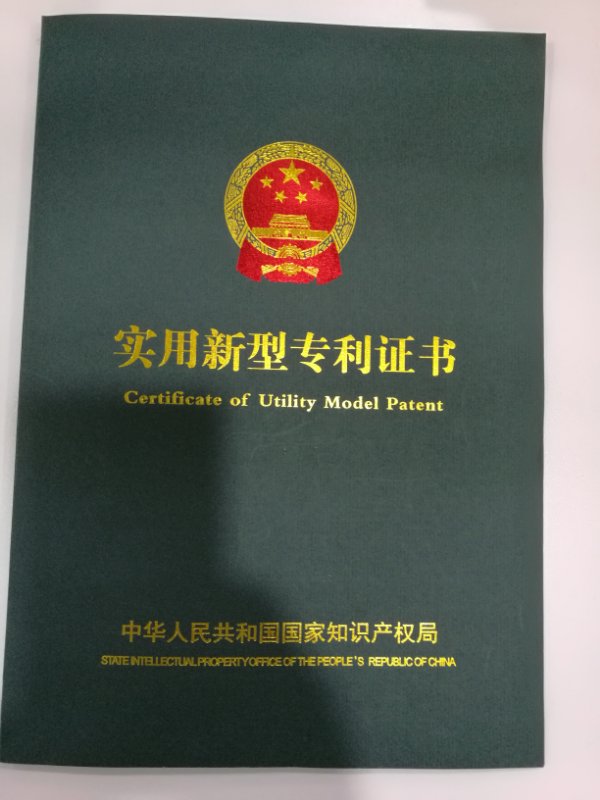 实用新型专利证书
Certificate of Utility Model Patent
中华人民共和国国家知识产权局
STATE INTELLECTUAL PROPERTY OFFICE OF THE PEOPLE'S REPUBLIC OF CHINA